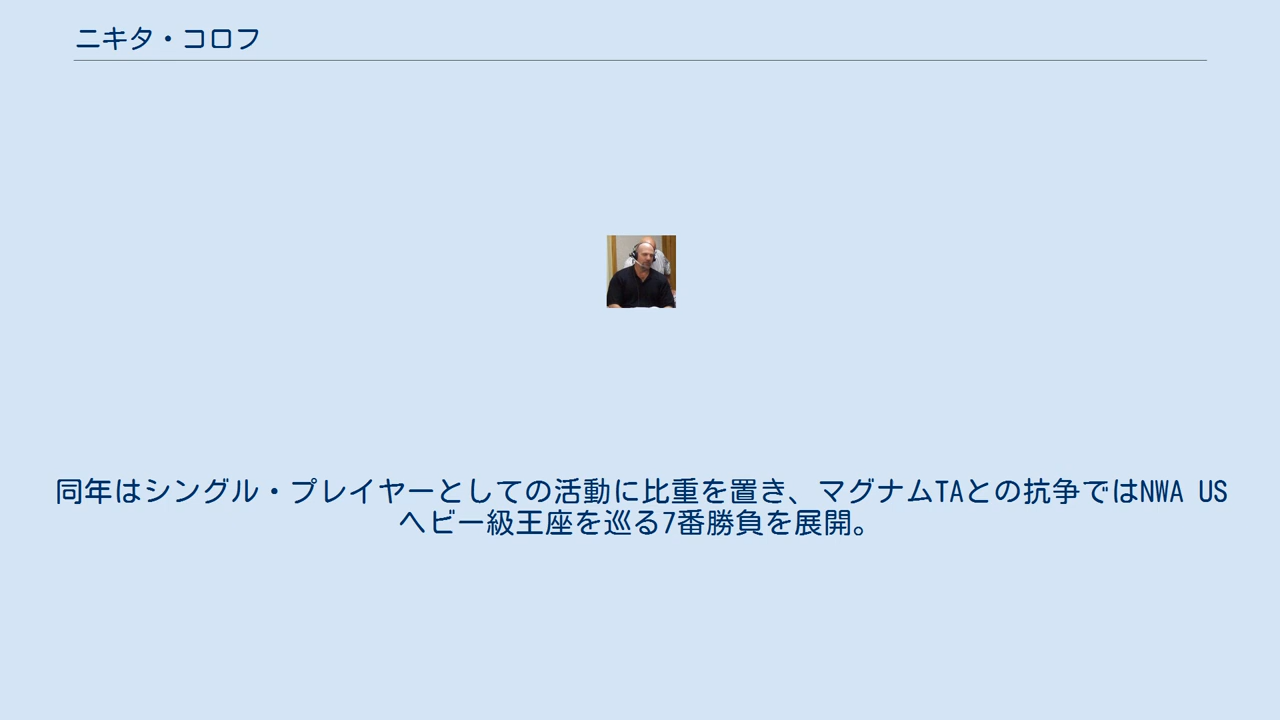 ニキタ・コロフ
同年はシングル・プレイヤーとしての活動に比重を置き、マグナムTAとの抗争ではNWA US
ヘビー級王座を巡る7番勝負を展開。